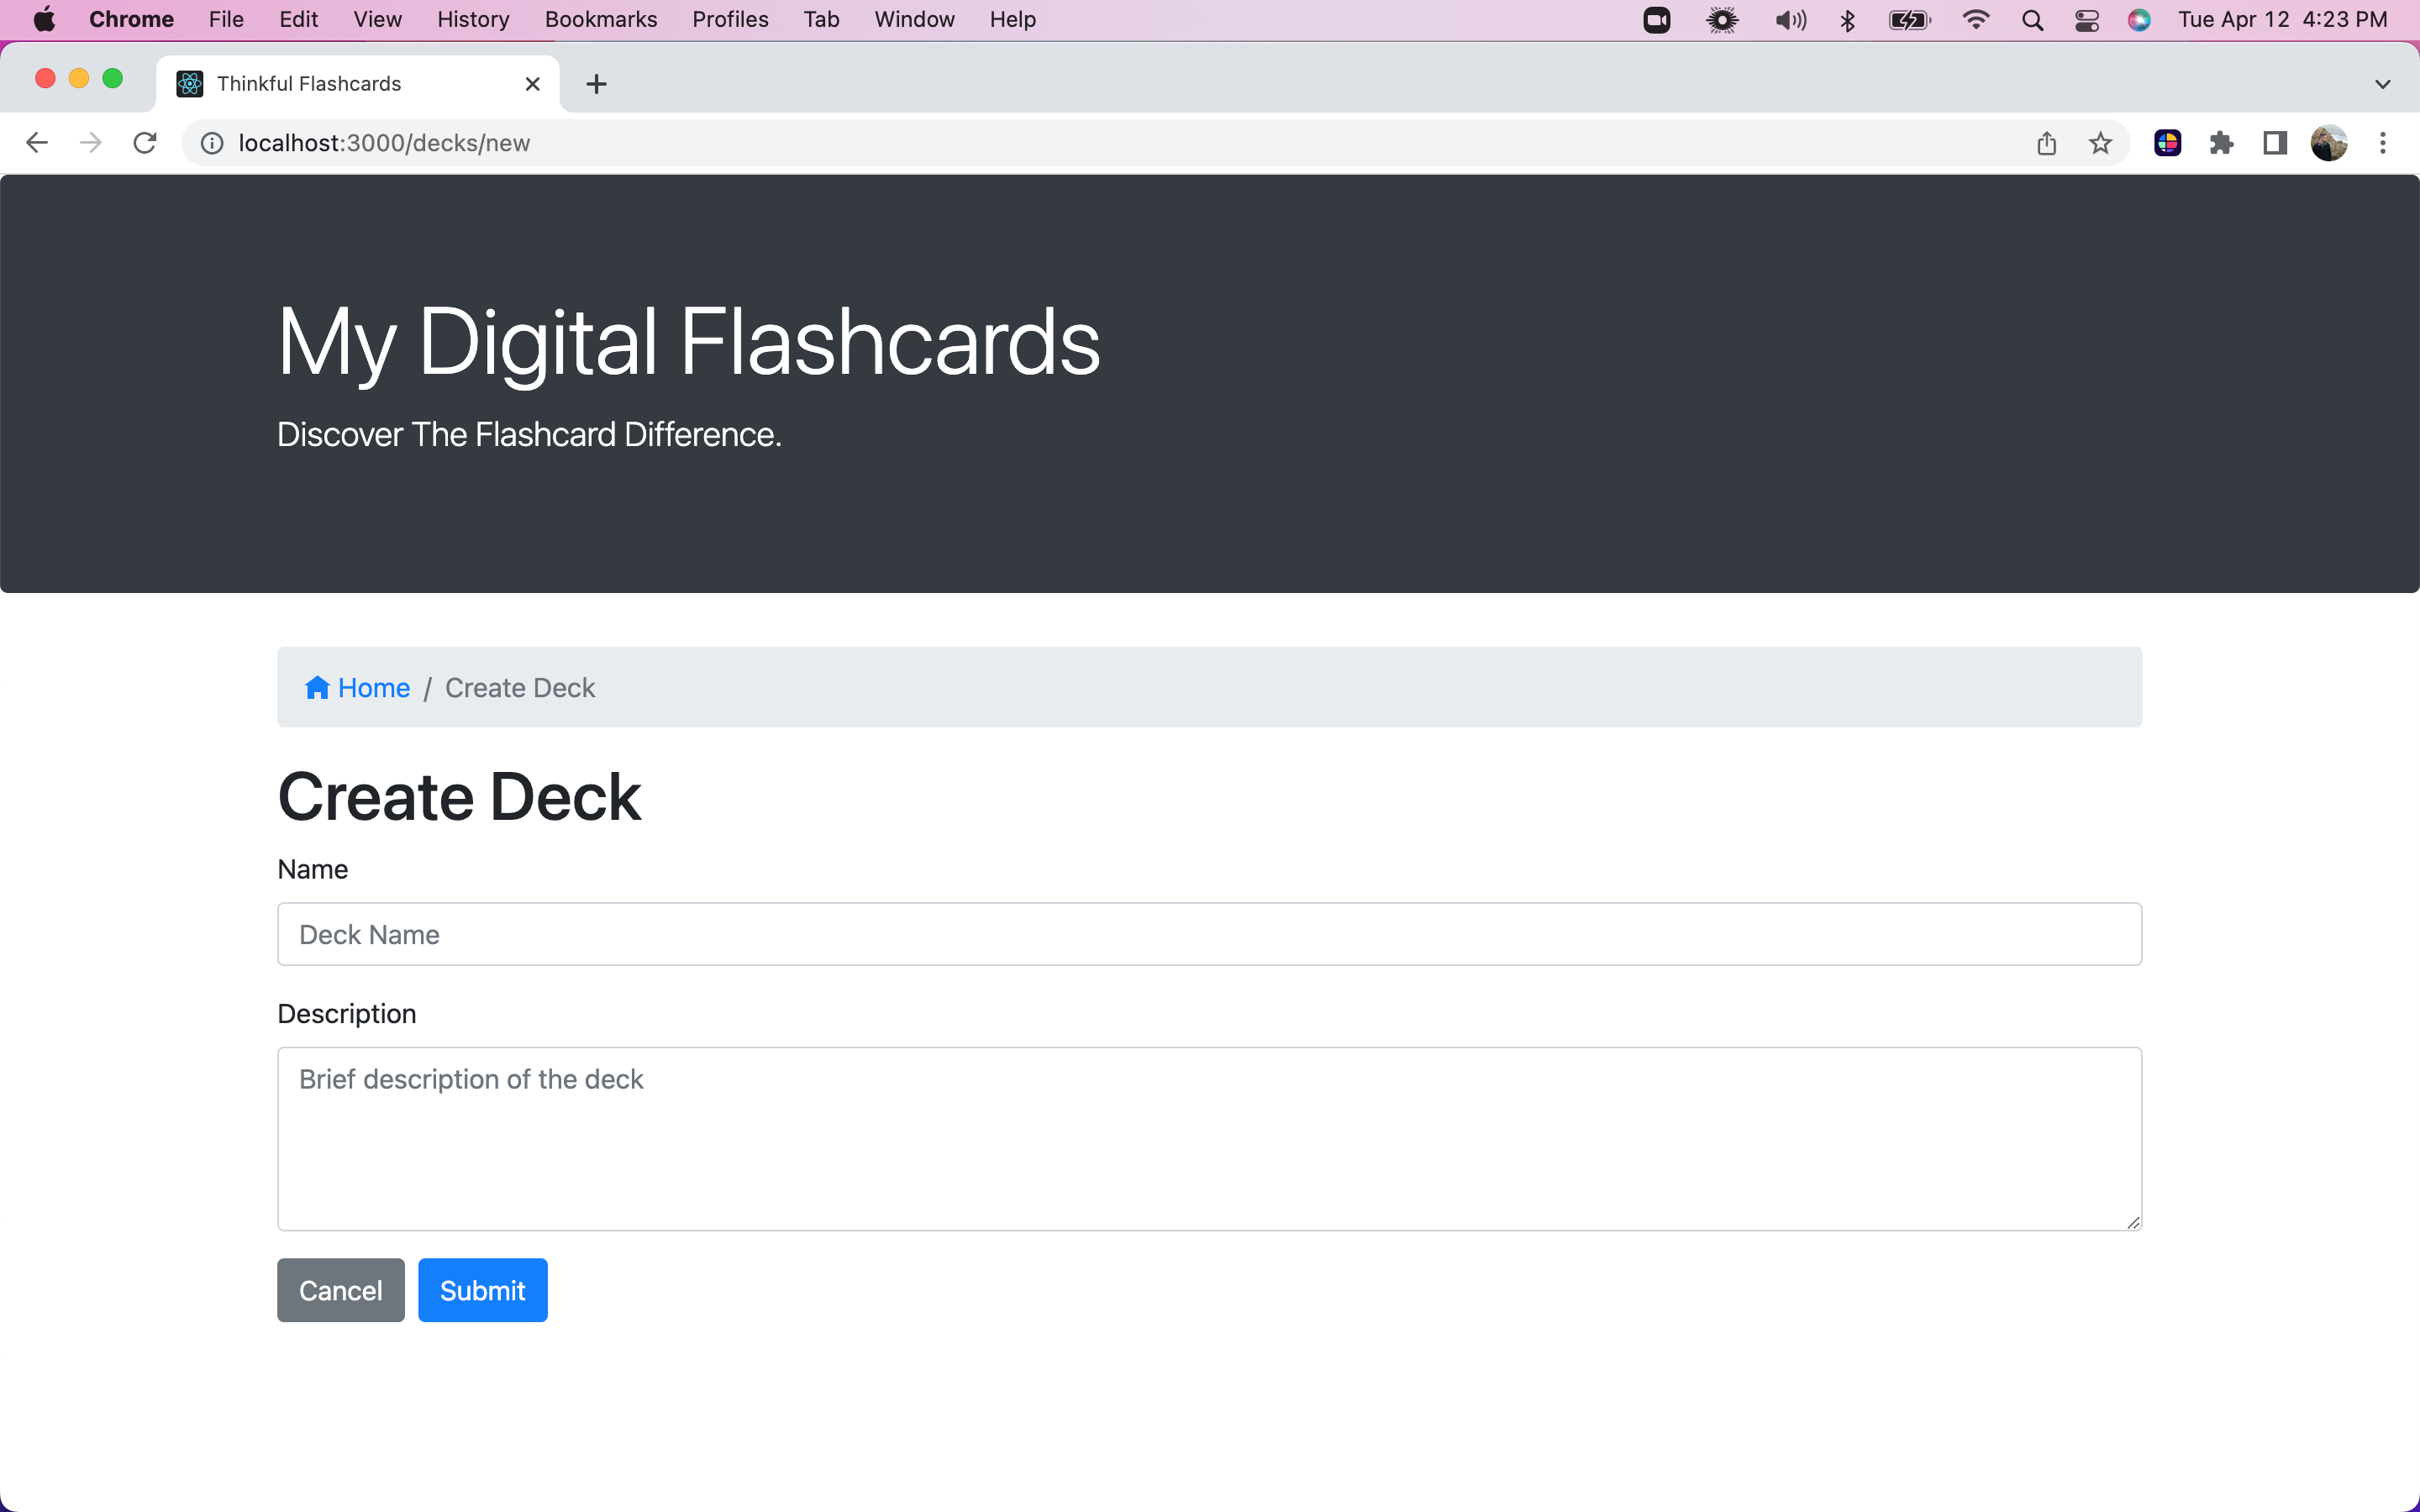 Chrome File Edit View History Bookmarks Profiles Tab Window Help Tue Apr 12 4:23 PM
Thinkful Flashcards
localhost:3000/decks/new
My Digital Flashcards
Discover The Flashcard Difference.
Home / Create Deck
Create Deck
Name
Deck Name
Description
Brief description of the deck
Cancel Submit